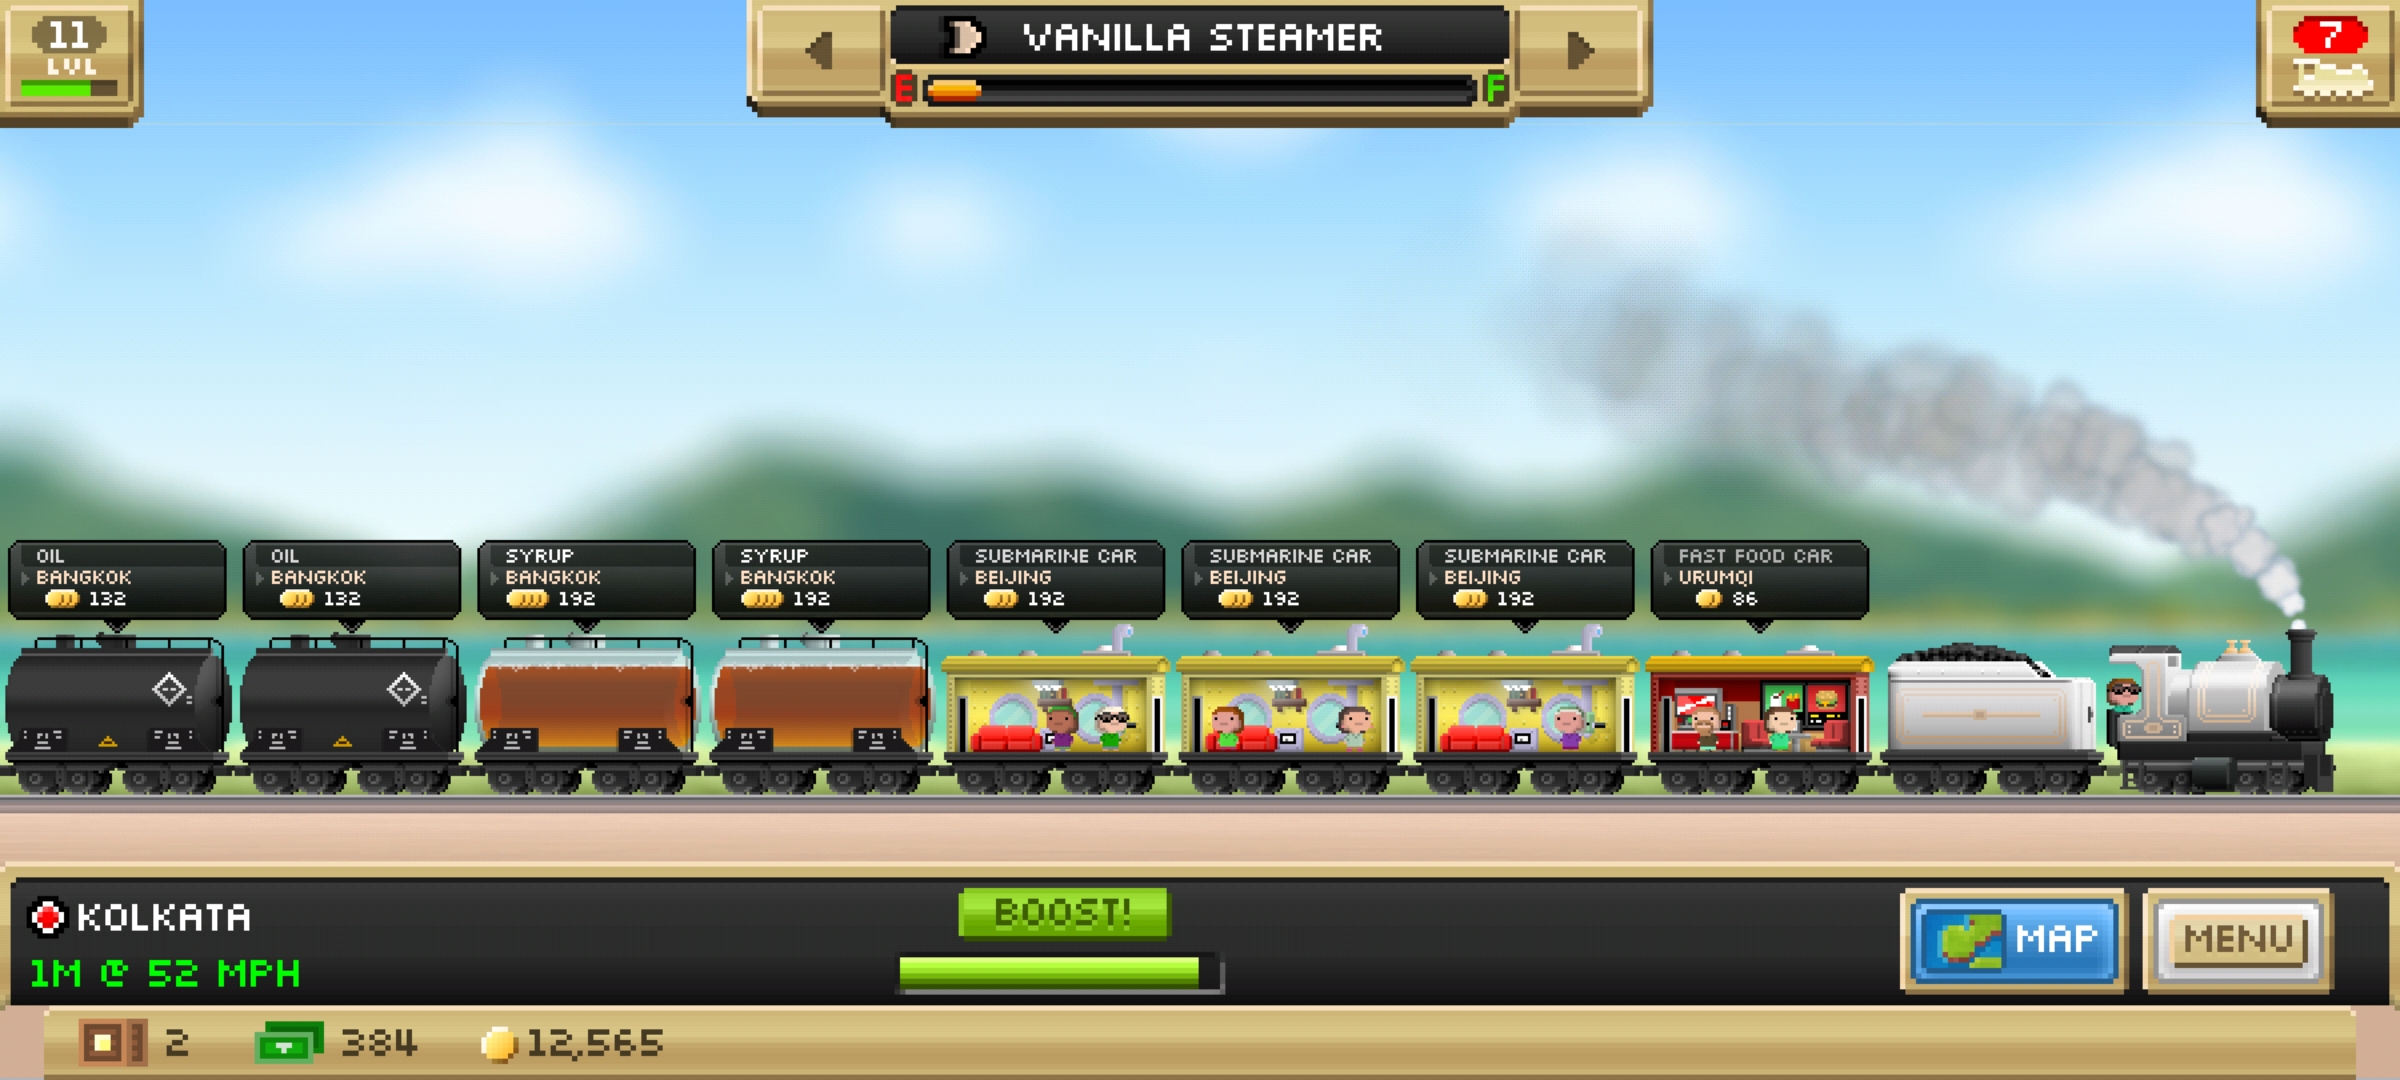 11
LVL
VANILLA STEAMER
E
F
7
OIL
BANGKOK
132
OIL
BANGKOK
132
SYRUP
BANGKOK
192
SYRUP
BANGKOK
192
SUBMARINE CAR
BEIJING
192
SUBMARINE CAR
BEIJING
192
SUBMARINE CAR
BEIJING
192
FAST FOOD CAR
URUMQI
86
KOLKATA
1M @ 52 MPH
BOOST!
MAP
MENU
2
384
12,565